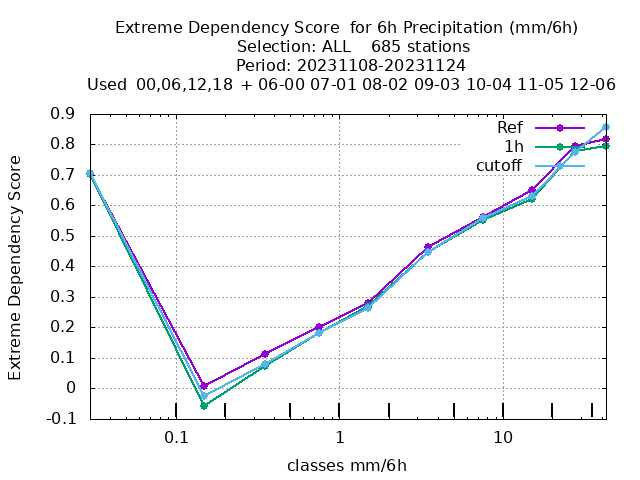 Extreme Dependency Score  for 6h Precipitation (mm/6h)
Selection: ALL    685 stations
Period: 20231108-20231124
Used  00,06,12,18  + 06-00 07-01 08-02 09-03 10-04 11-05 12-06
Extreme Dependency Score
0.9
0.8
0.7
0.6
0.5
0.4
0.3
0.2
0.1
0
-0.1
Ref
1h
cutoff
0.1 1 10
classes mm/6h